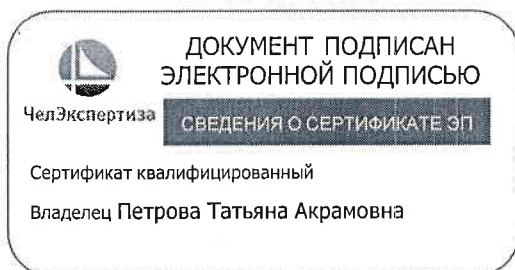 ДОКУМЕНТ ПОДПИСАН
ЭЛЕКТРОННОЙ ПОДПИСЬЮ
ЧелЭкспертиза
СВЕДЕНИЯ О СЕРТИФИКАТЕ ЭП
Сертификат квалифицированный
Владелец Петрова Татьяна Акрамовна